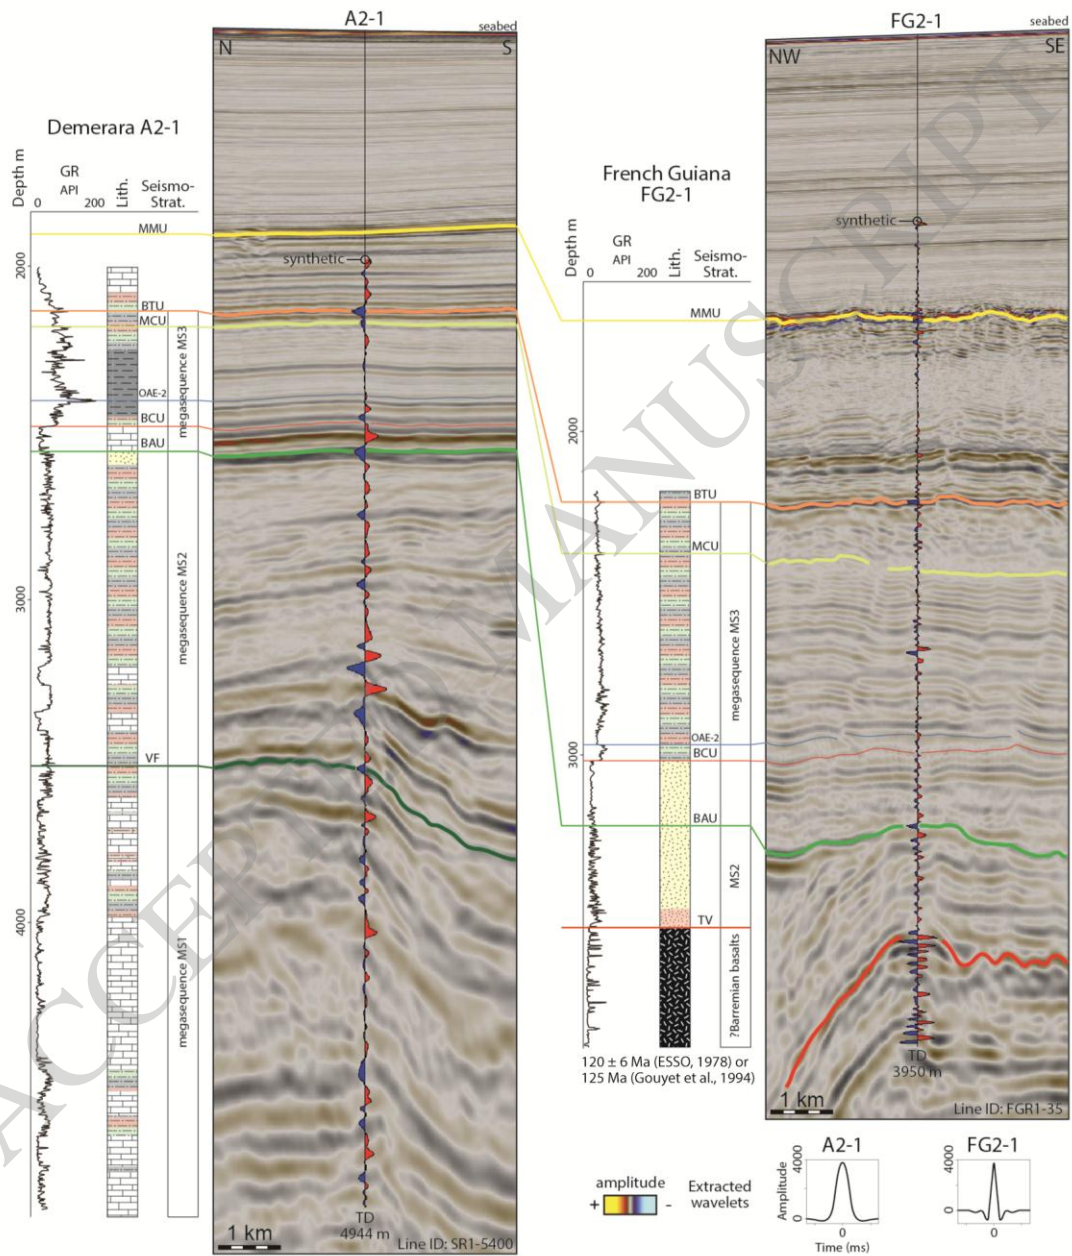 A2-1
seabed
N
S
FG2-1
seabed
NW
SE
Demerara A2-1
Depth m
GR
API
0
200
Lith.
Seismo-
Strat.
MMU
synthetic
2000
BTU
MCU
OAE-2
BCU
BAU
megasequence MS3
3000
megasequence MS2
VF
4000
megasequence MS1
TD
4944 m
1 km
Line ID: SR1-5400
French Guiana
FG2-1
Depth m
GR
API
0
200
Lith.
Seismo-
Strat.
synthetic
MMU
2000
BTU
MCU
megasequence MS3
OAE-2
BCU
3000
BAU
MS2
TV
?Barremian basalts
120 ± 6 Ma (ESSO, 1978) or
125 Ma (Gouyet et al., 1994)
TD
3950 m
1 km
Line ID: FGR1-35
amplitude
+
-
Extracted
wavelets
A2-1
Amplitude
4000
0
0
Time (ms)
FG2-1
4000
0
0
ACCEPTED MANUSCRIPT